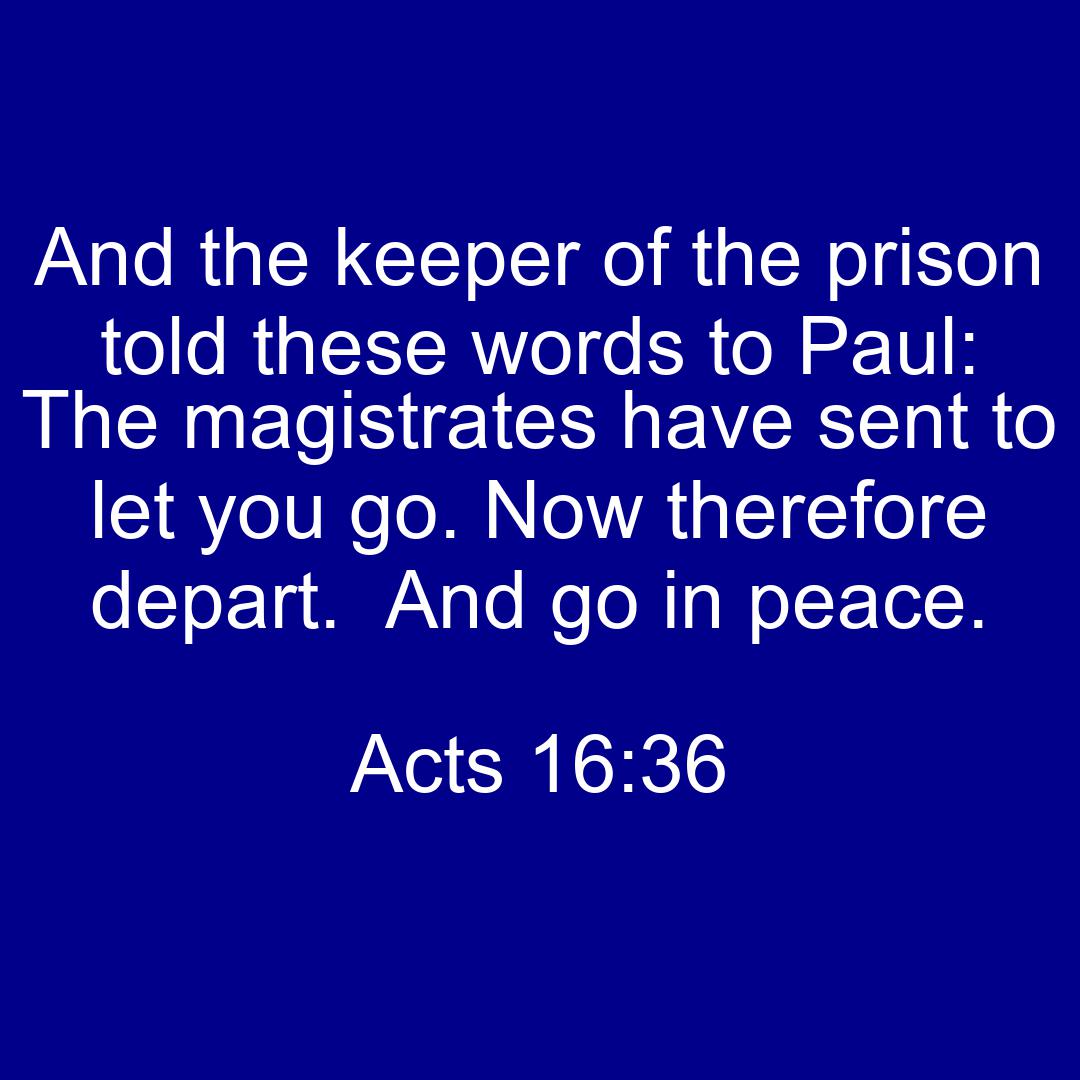 And the keeper of the prison
told these words to Paul:
The magistrates have sent to
let you go. Now therefore
depart.  And go in peace.
Acts 16:36